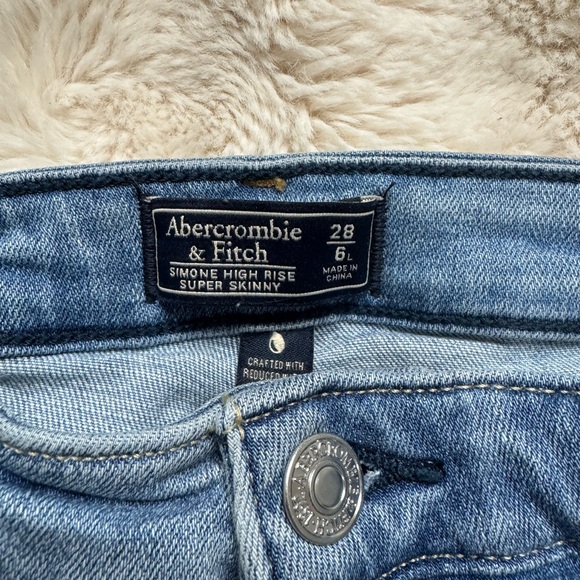 Abercrombie
& Fitch
SIMONE HIGH RISE
SUPER SKINNY
28
6L
MADE IN
CHINA
CRAFTED WITH
REDUCED